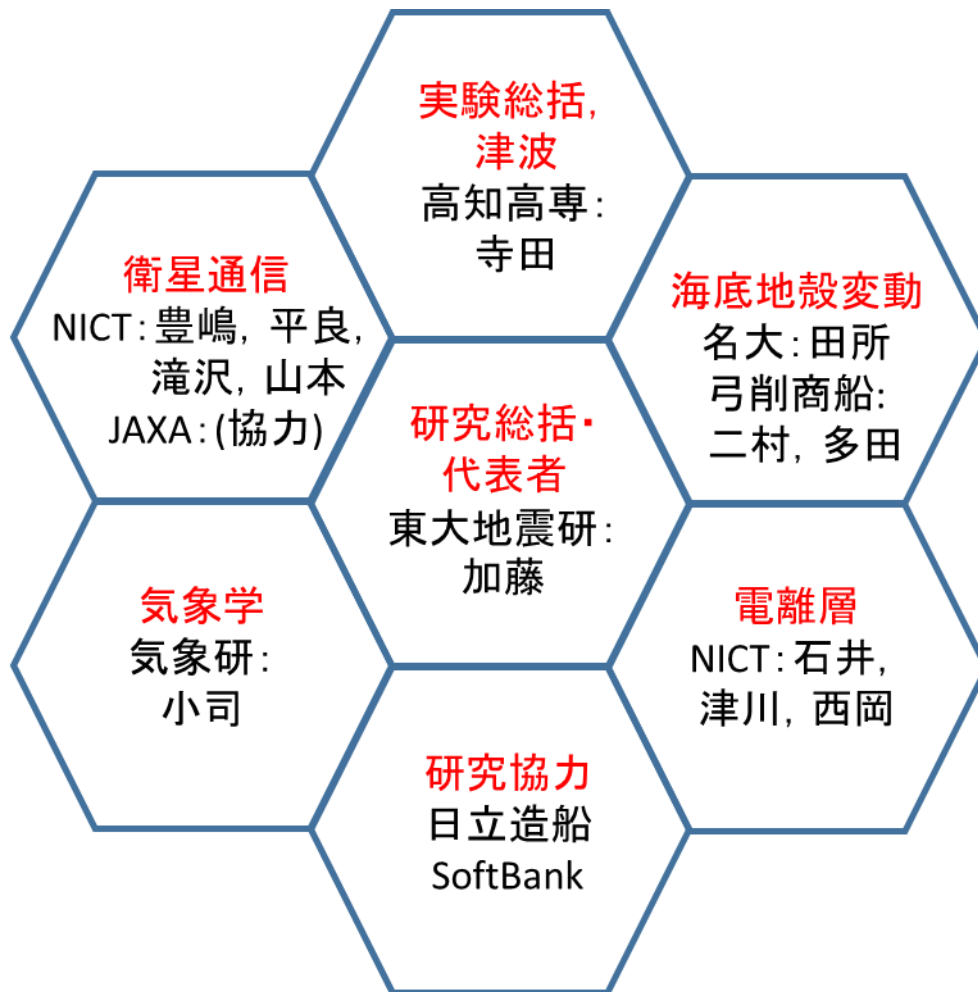 実験総括,
津波
高知高専:
寺田
衛星通信
NICT:豊嶋, 平良,
滝沢, 山本
JAXA:(協力)
海底地殻変動
名大:田所
弓削商船:
二村, 多田
研究総括・
代表者
東大地震研:
加藤
気象学
気象研:
小司
電離層
NICT:石井,
津川, 西岡
研究協力
日立造船
SoftBank